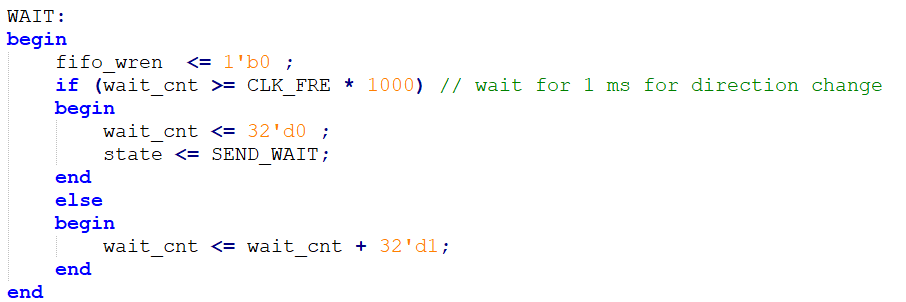 WAIT:
begin
    fifo_wren  <= 1'b0 ;
    if (wait_cnt >= CLK_FRE * 1000) // wait for 1 ms for direction change
    begin
        wait_cnt <= 32'd0 ;
        state <= SEND_WAIT;
    end
    else
    begin
        wait_cnt <= wait_cnt + 32'd1;
    end
end